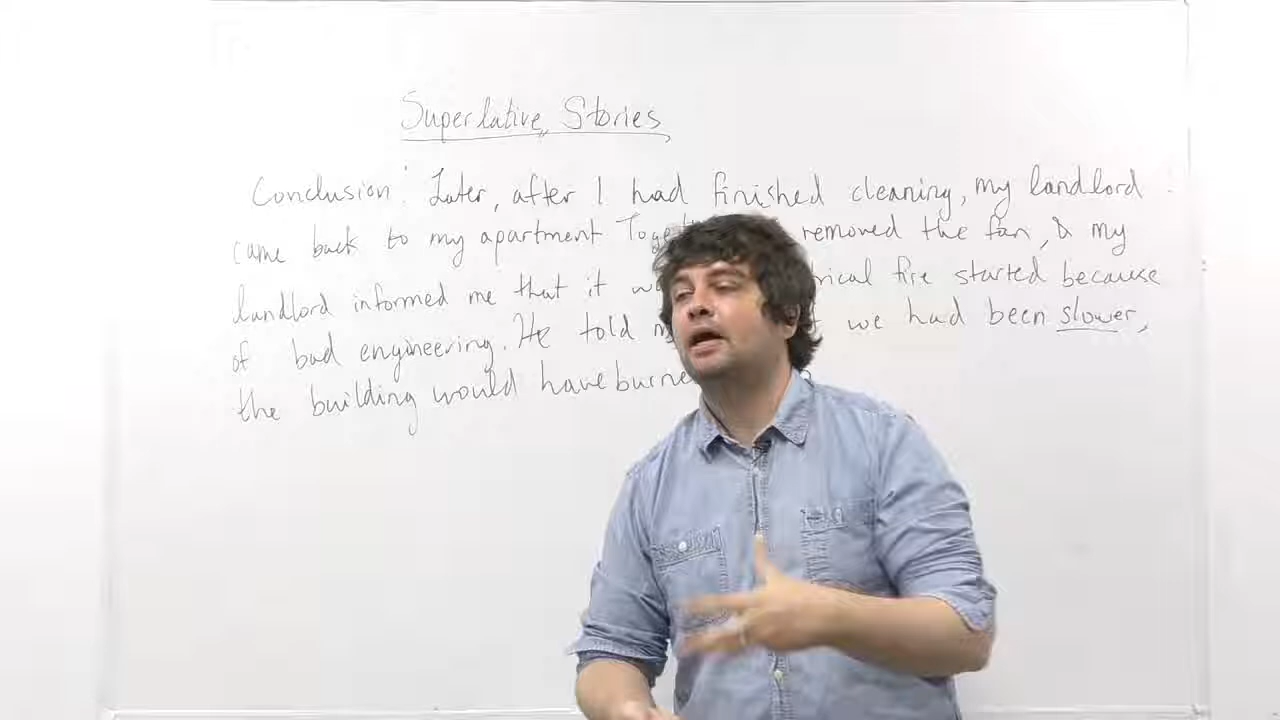 Superlative Stories
Conclusion: Later, after I had finished cleaning, my landlord
came back to my apartment removed the fan, & my
landlord informed me that it fire started because
of bad engineering. He told we had been slower,
the building would have